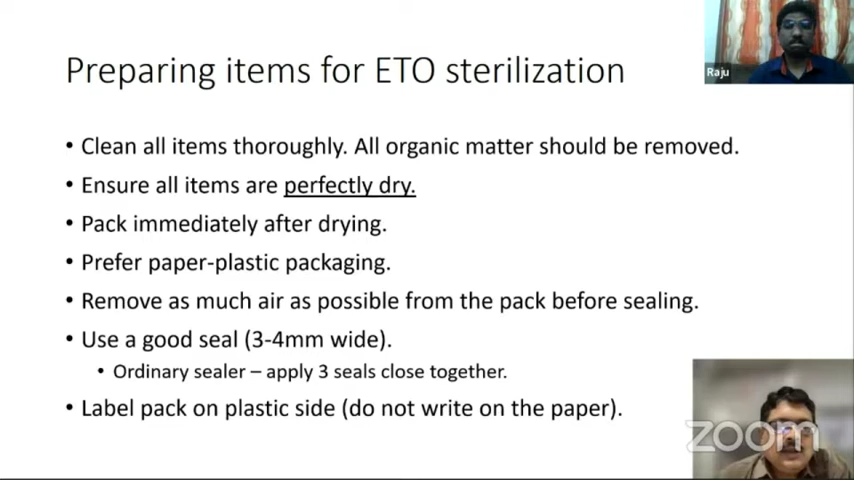 Preparing items for ETO sterilization
Raju
• Clean all items thoroughly. All organic matter should be removed.
• Ensure all items are perfectly dry.
• Pack immediately after drying.
• Prefer paper-plastic packaging.
• Remove as much air as possible from the pack before sealing.
• Use a good seal (3-4mm wide).
• Ordinary sealer – apply 3 seals close together.
• Label pack on plastic side (do not write on the paper).
zoom